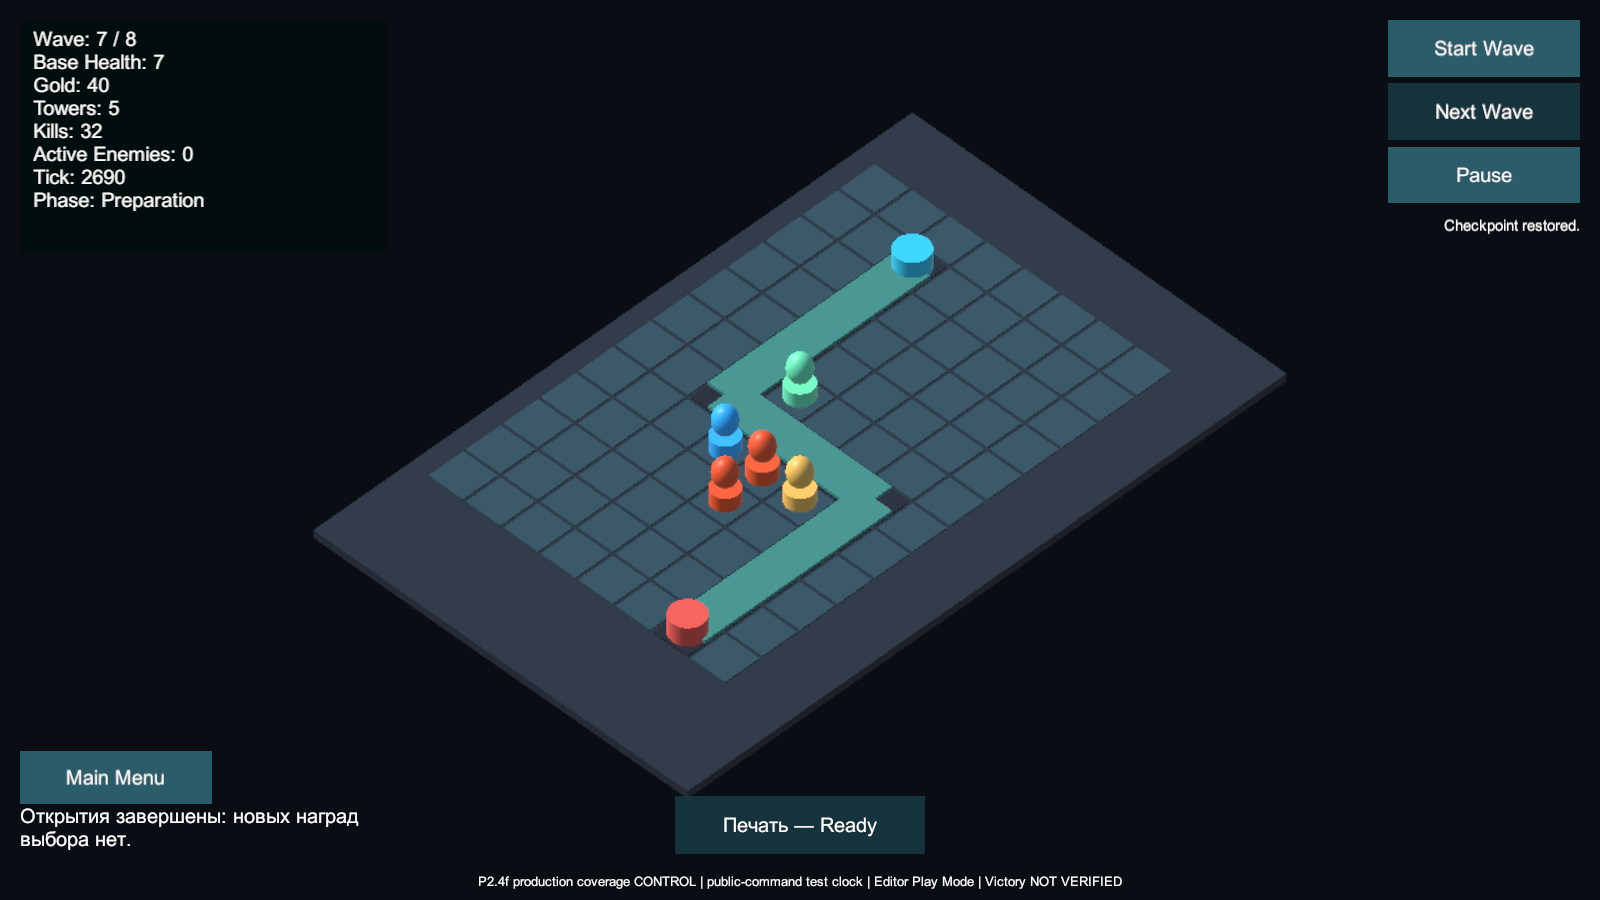 Wave: 7 / 8
Base Health: 7
Gold: 40
Towers: 5
Kills: 32
Active Enemies: 0
Tick: 2690
Phase: Preparation
Start Wave
Next Wave
Pause
Checkpoint restored.
Main Menu
Открытия завершены: новых наград
выбора нет.
Печать — Ready
P2.4f production coverage CONTROL | public-command test clock | Editor Play Mode | Victory NOT VERIFIED